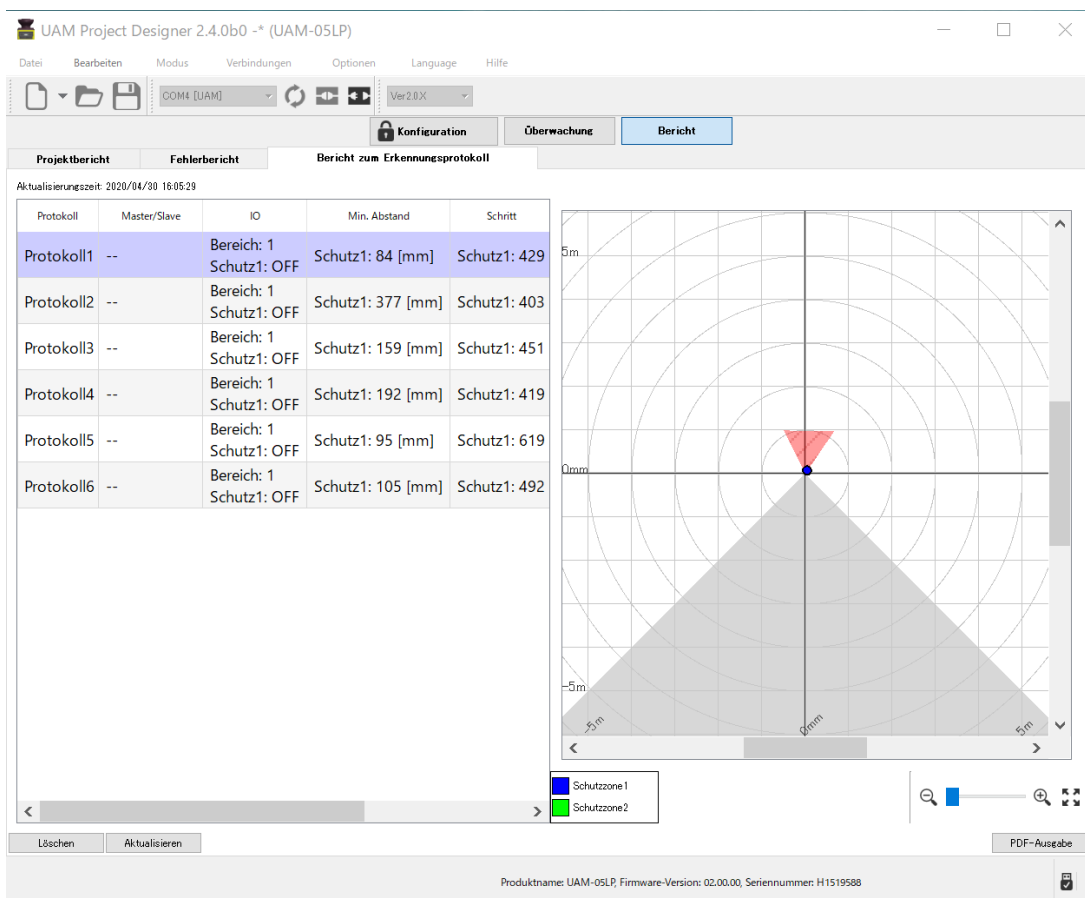 UAM Project Designer 2.4.0b0 -* (UAM-05LP)
Datei Bearbeiten Modus Verbindungen Optionen Language Hilfe
COM4 [UAM] Ver2.0.X
Konfiguration Überwachung Bericht
Projektbericht Fehlerbericht Bericht zum Erkennungsprotokoll
Aktualisierungszeit: 2020/04/30 16:05:29
Protokoll Master/Slave IO Min. Abstand Schritt
Protokoll1 -- Bereich: 1 Schutz1: 84 [mm] Schutz1: 429
Schutz1: OFF
Protokoll2 -- Bereich: 1 Schutz1: 377 [mm] Schutz1: 403
Schutz1: OFF
Protokoll3 -- Bereich: 1 Schutz1: 159 [mm] Schutz1: 451
Schutz1: OFF
Protokoll4 -- Bereich: 1 Schutz1: 192 [mm] Schutz1: 419
Schutz1: OFF
Protokoll5 -- Bereich: 1 Schutz1: 95 [mm] Schutz1: 619
Schutz1: OFF
Protokoll6 -- Bereich: 1 Schutz1: 105 [mm] Schutz1: 492
Schutz1: OFF
5m
0mm
-5m
-5m 0mm 5m
Schutzzone1
Schutzzone2
Löschen Aktualisieren PDF-Ausgabe
Produktname: UAM-05LP, Firmware-Version: 02.00.00, Seriennummer: H1519588